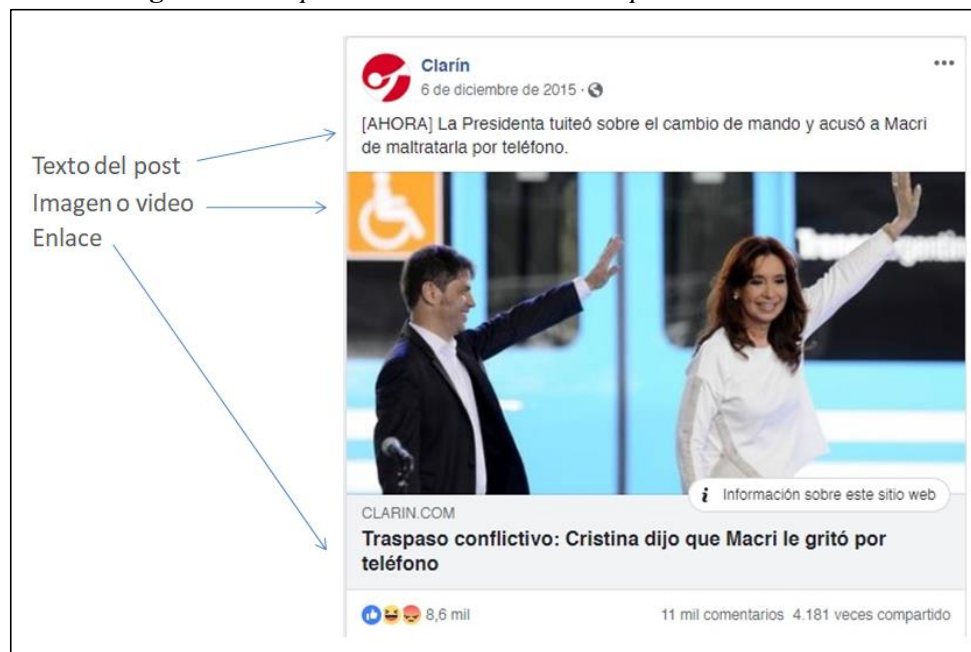 Clarín
6 de diciembre de 2015
[AHORA] La Presidenta tuiteó sobre el cambio de mando y acusó a Macri
de maltratarla por teléfono.
Texto del post
Imagen o video
Enlace
i Información sobre este sitio web
CLARIN.COM
Traspaso conflictivo: Cristina dijo que Macri le gritó por
teléfono
8,6 mil
11 mil comentarios 4.181 veces compartido